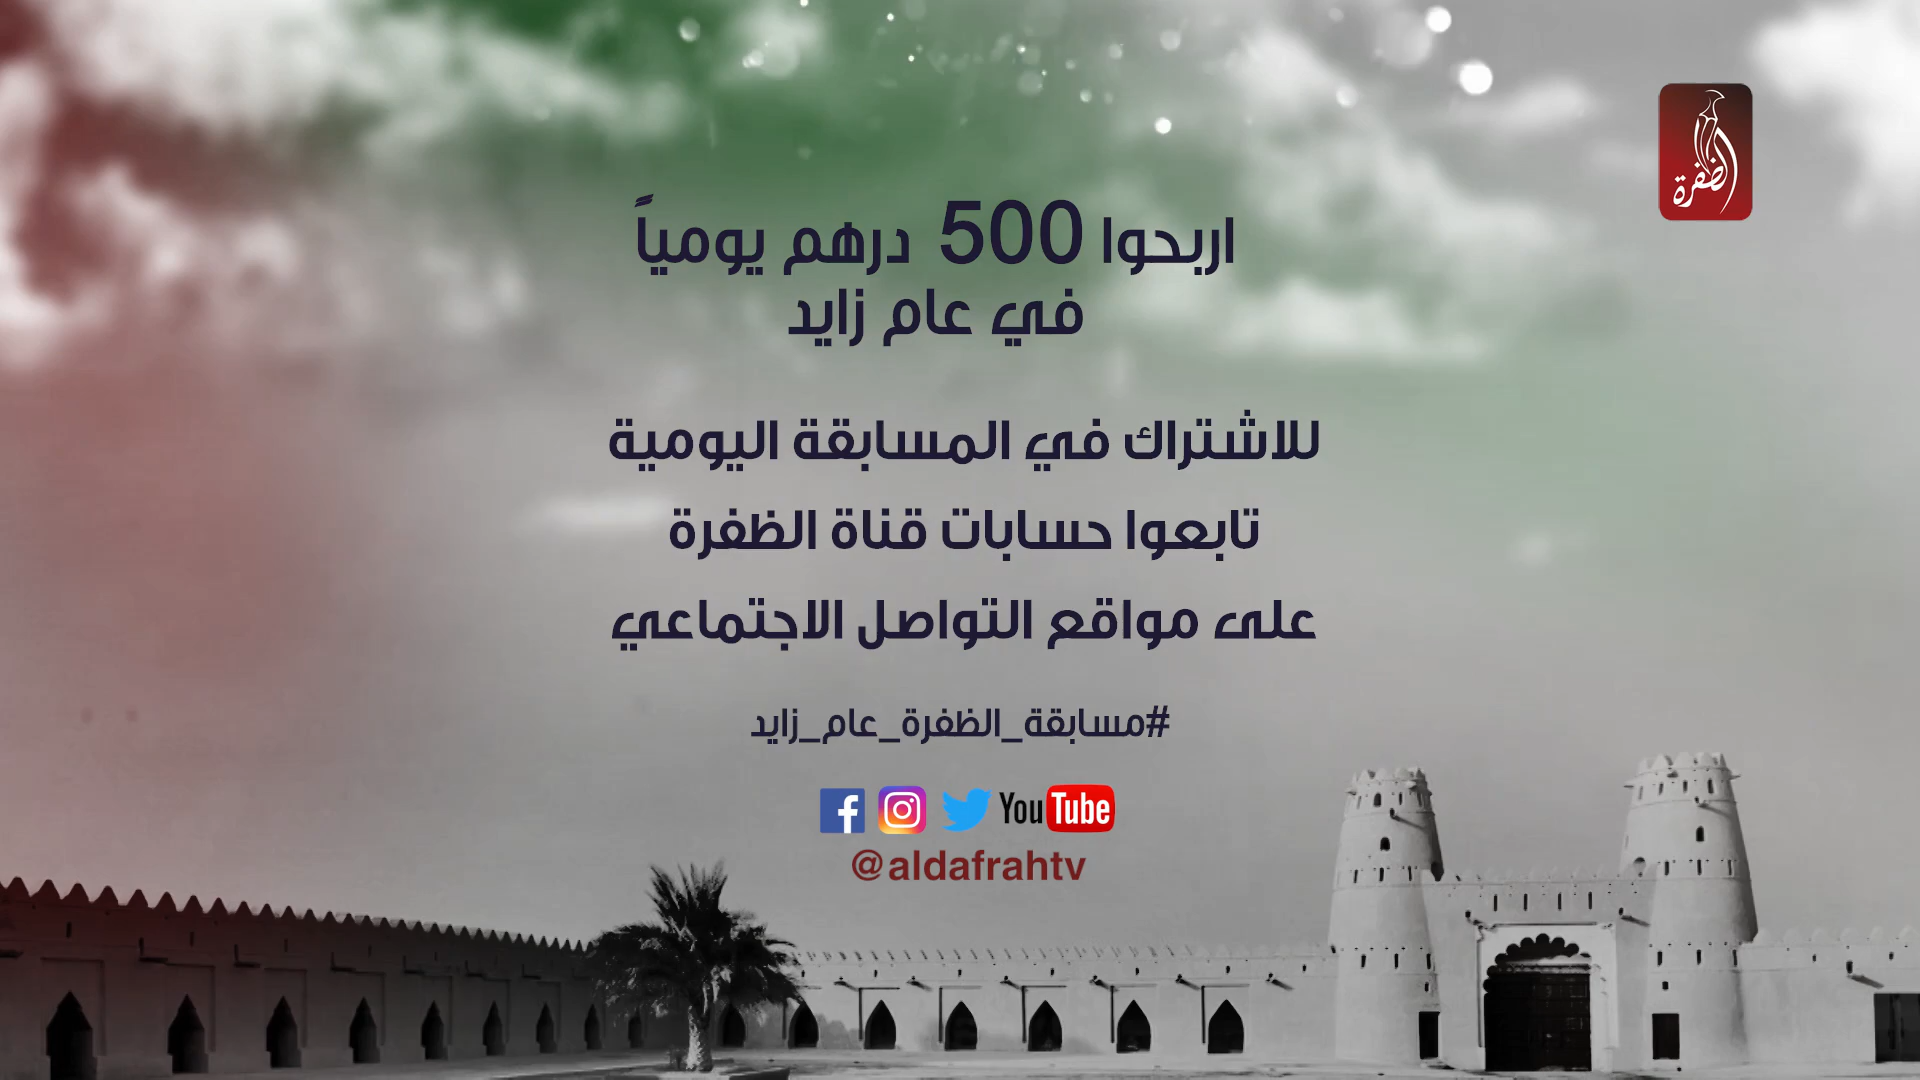 الظفرة
اربحوا 500 درهم يومياً
في عام زايد
للاشتراك في المسابقة اليومية
تابعوا حسابات قناة الظفرة
على مواقع التواصل الاجتماعي
#مسابقة_الظفرة_عام_زايد
f YouTube
@aldafrahtv